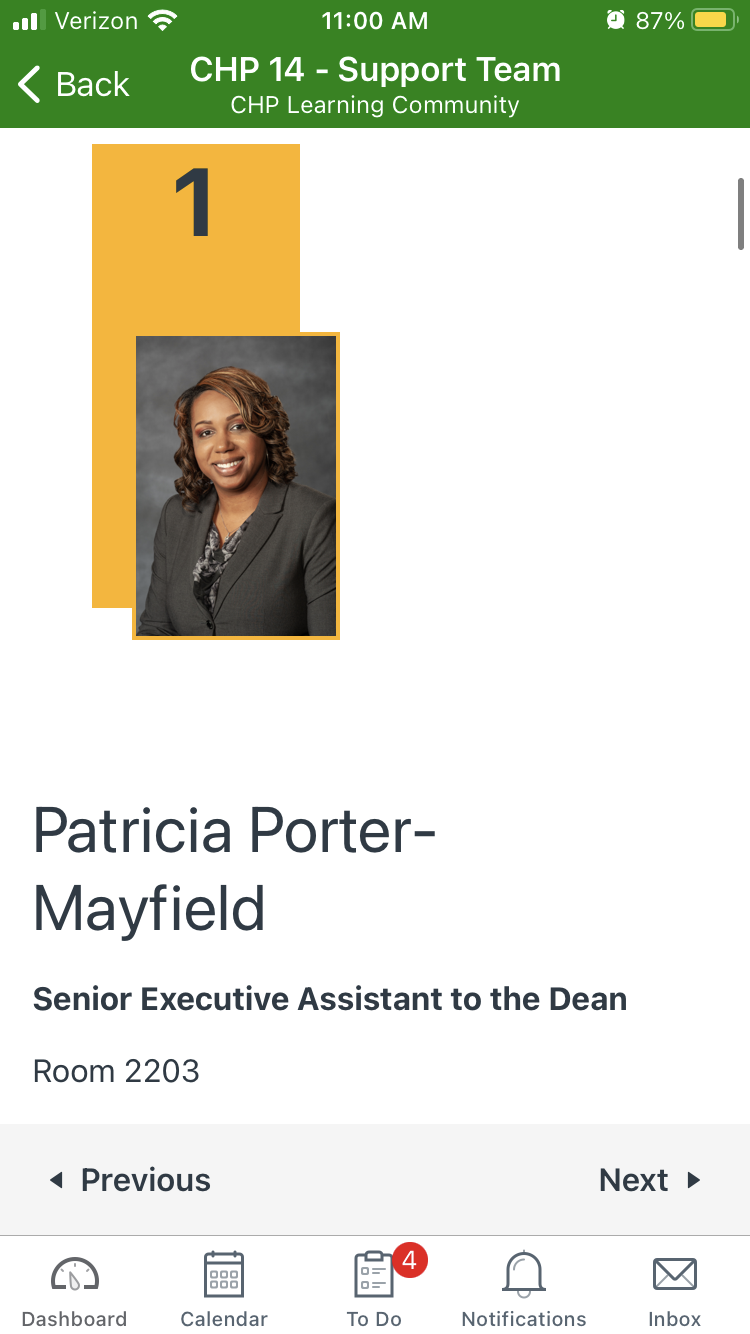 Verizon 11:00 AM 87%
Back CHP 14 - Support Team
CHP Learning Community
1
Patricia Porter-
Mayfield
Senior Executive Assistant to the Dean
Room 2203
Previous Next
4
Dashboard Calendar To Do Notifications Inbox